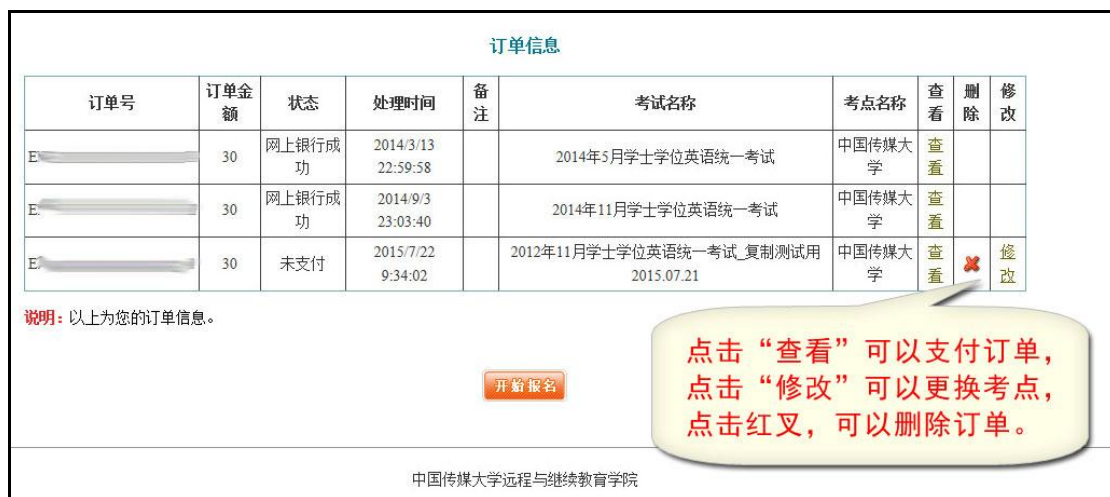 订单信息
订单号 订单金额 状态 处理时间 备注 考试名称 考点名称 查看 删除 修改
30 网上银行成功 2014/3/13 22:59:58 2014年5月学士学位英语统一考试 中国传媒大学 查看
30 网上银行成功 2014/9/3 23:03:40 2014年11月学士学位英语统一考试 中国传媒大学 查看
30 未支付 2015/7/22 9:34:02 2012年11月学士学位英语统一考试_复制测试用2015.07.21 中国传媒大学 查看 修改
说明：以上为您的订单信息。
点击“查看”可以支付订单，
点击“修改”可以更换考点，
点击红叉，可以删除订单。
开始报名
中国传媒大学远程与继续教育学院